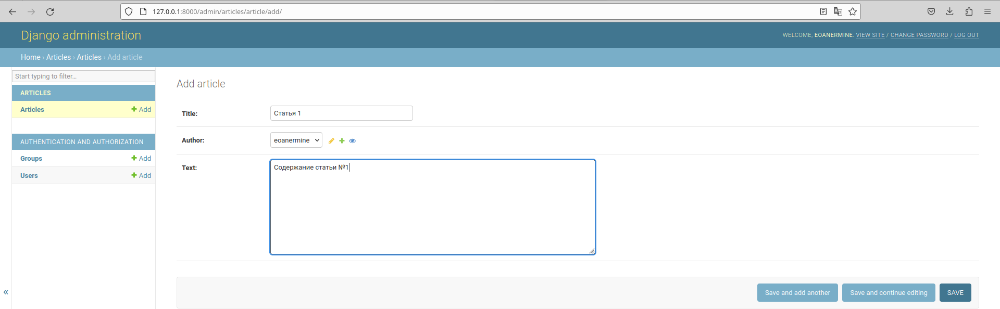 127.0.0.1:8000/admin/articles/article/add/
Django administration
WELCOME, EOANERMINE. VIEW SITE / CHANGE PASSWORD / LOG OUT
Home › Articles › Articles › Add article
Start typing to filter...
ARTICLES
Articles + Add
AUTHENTICATION AND AUTHORIZATION
Groups + Add
Users + Add
«
Add article
Title: Статья 1
Author: eoanermine
Text: Содержание статьи №1
Save and add another Save and continue editing SAVE